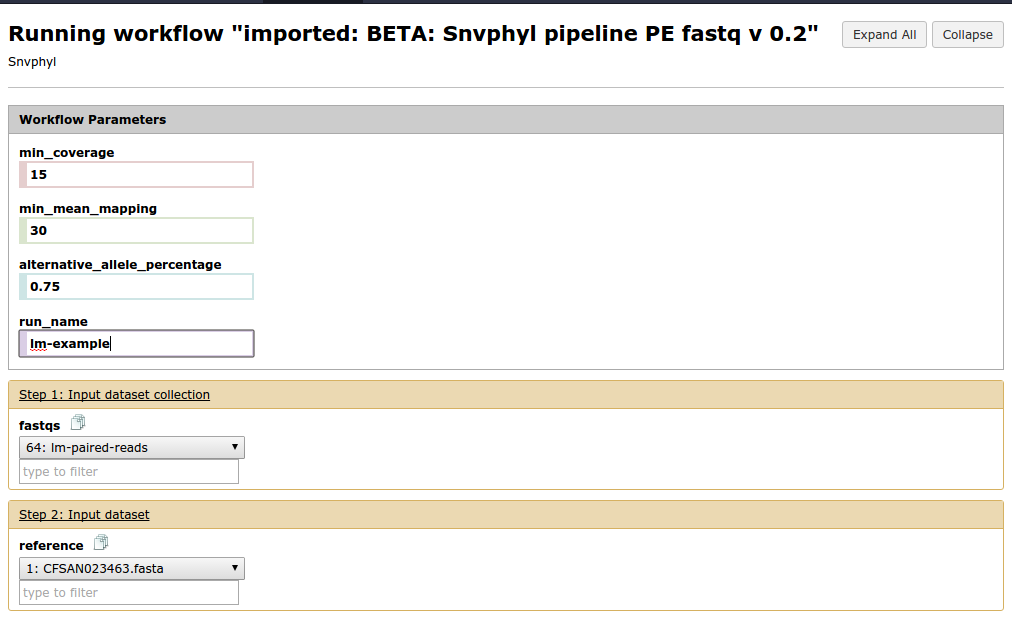 Running workflow "imported: BETA: Snvphyl pipeline PE fastq v 0.2"
Expand All
Collapse
Snvphyl
Workflow Parameters
min_coverage
15
min_mean_mapping
30
alternative_allele_percentage
0.75
run_name
lm-example
Step 1: Input dataset collection
fastqs
64: lm-paired-reads
type to filter
Step 2: Input dataset
reference
1: CFSAN023463.fasta
type to filter